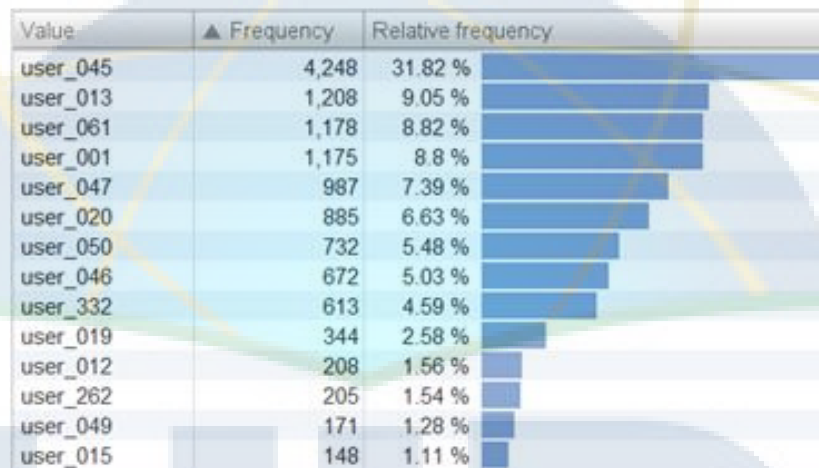 Value ▲ Frequency Relative frequency
user_045 4,248 31.82 %
user_013 1,208 9.05 %
user_061 1,178 8.82 %
user_001 1,175 8.8 %
user_047 987 7.39 %
user_020 885 6.63 %
user_050 732 5.48 %
user_046 672 5.03 %
user_332 613 4.59 %
user_019 344 2.58 %
user_012 208 1.56 %
user_262 205 1.54 %
user_049 171 1.28 %
user_015 148 1.11 %